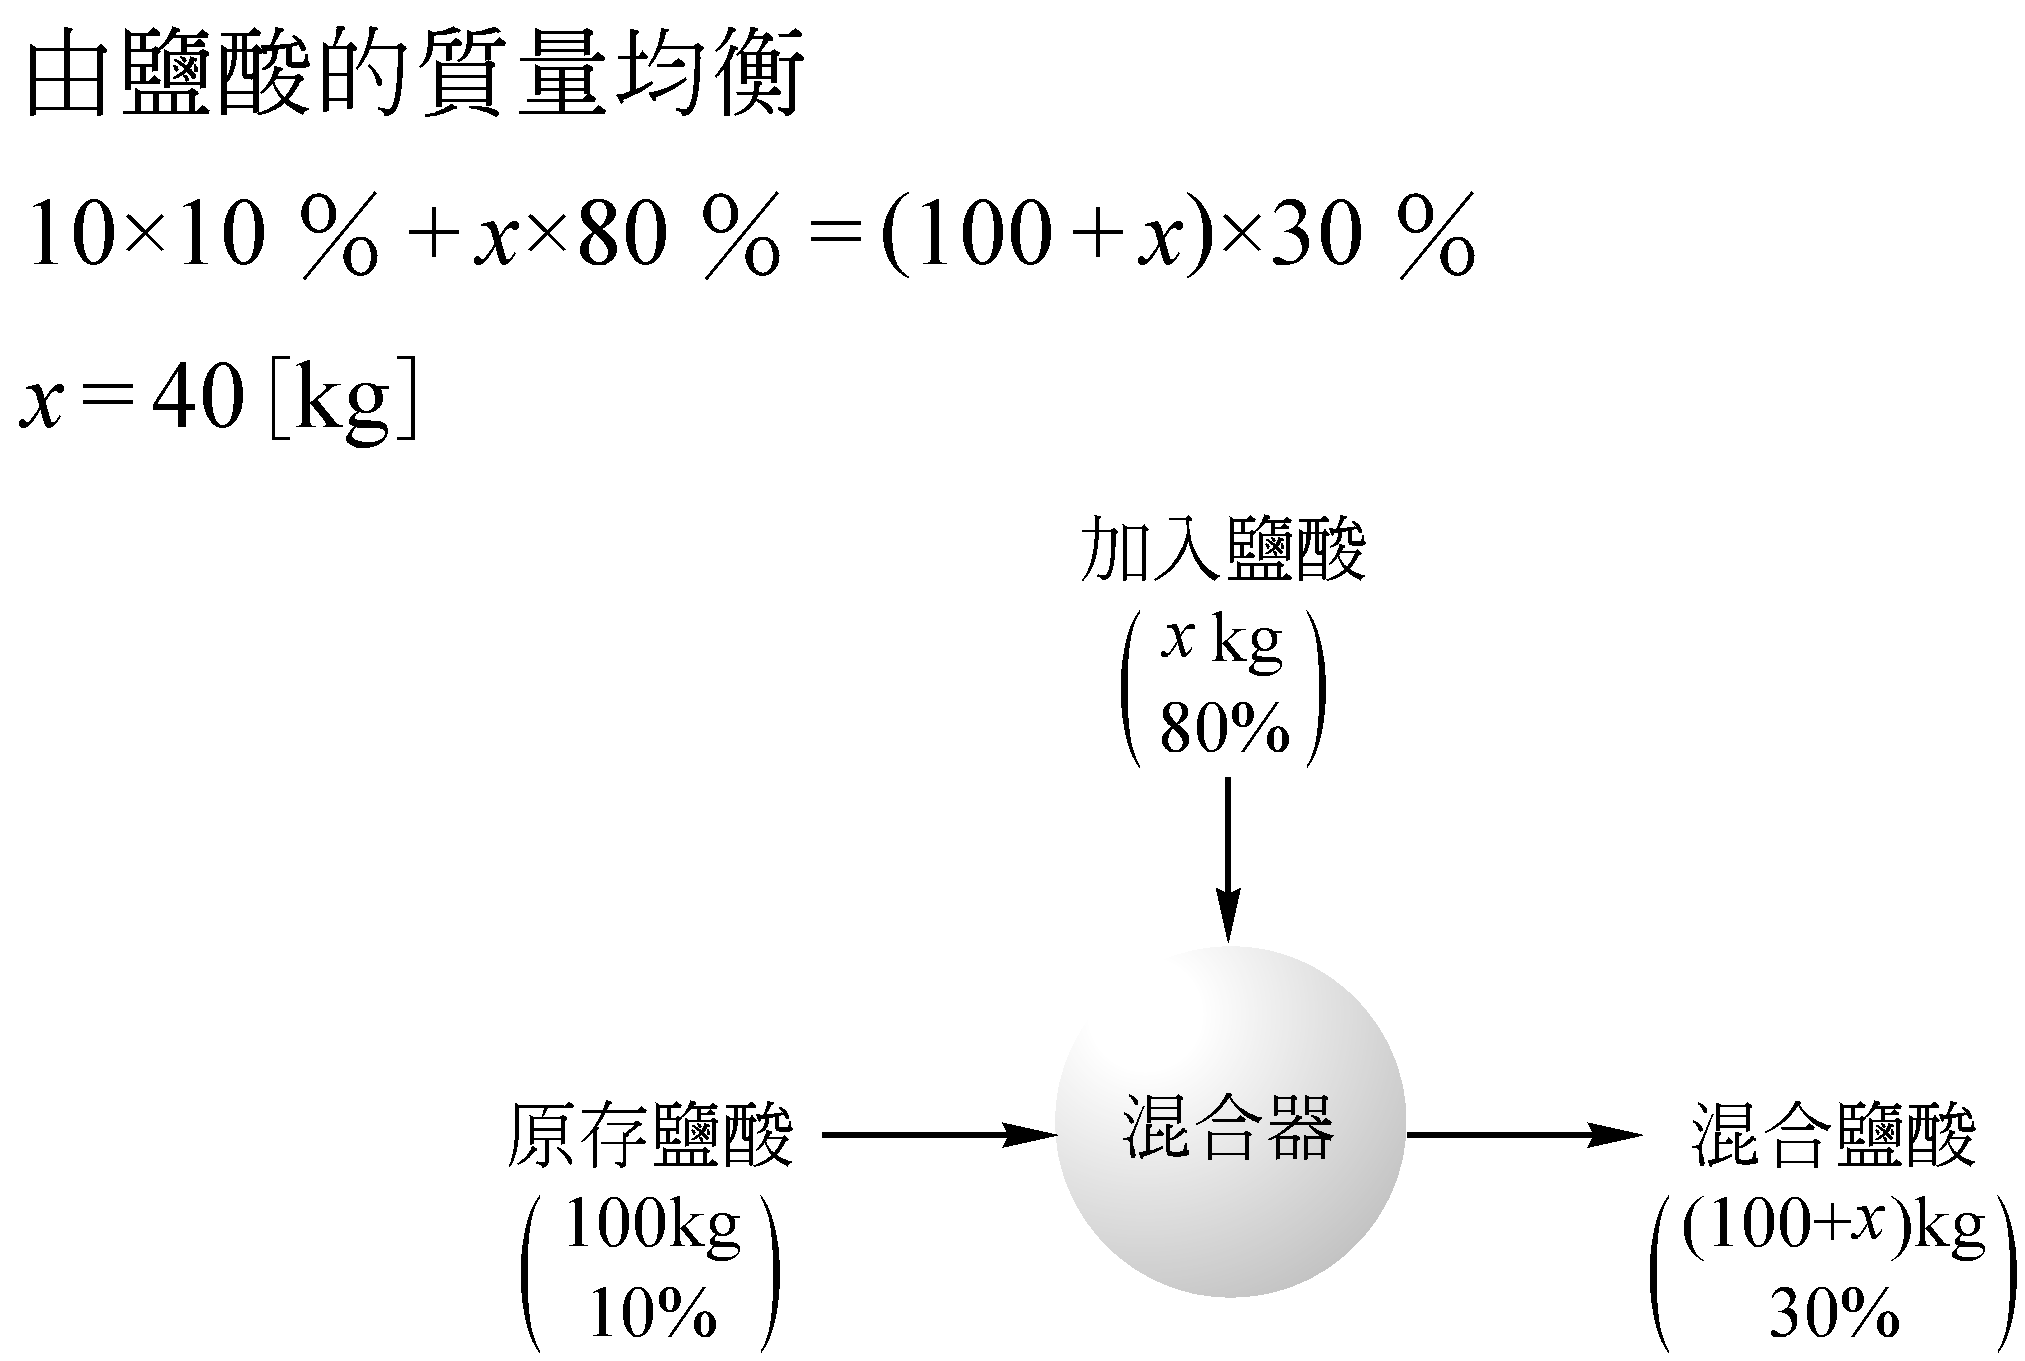 由鹽酸的質量均衡
10×10 % + x×80 % = (100 + x)×30 %
x = 40 [kg]
加入鹽酸
( x kg
80% )
混合器
原存鹽酸
( 100kg
10% )
混合鹽酸
( (100+x)kg
30% )